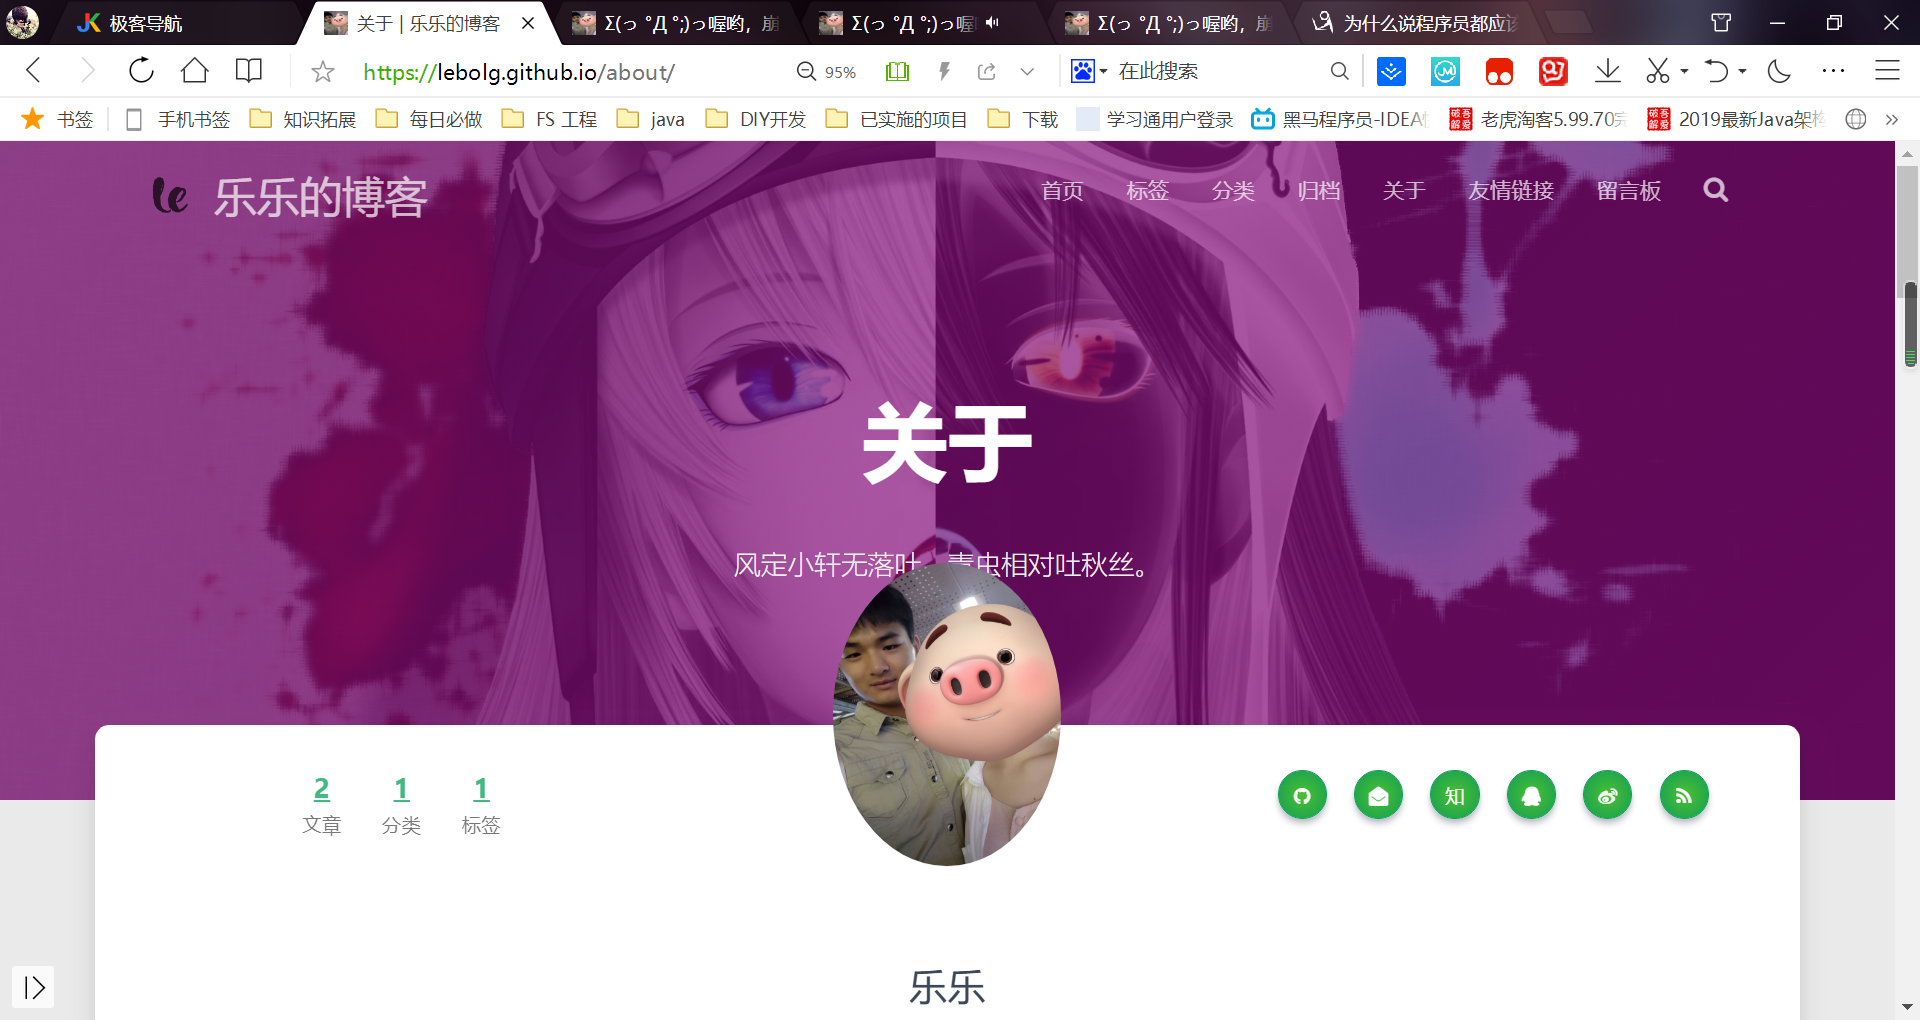 极客导航
关于 | 乐乐的博客
Σ(っ °Д °;)っ喔哟，崩
Σ(っ °Д °;)っ喔
Σ(っ °Д °;)っ喔哟，崩
为什么说程序员都应该
https://lebolg.github.io/about/
95%
在此搜索
书签
手机书签
知识拓展
每日必做
FS 工程
java
DIY开发
已实施的项目
下载
学习通用户登录
黑马程序员-IDEA
老虎淘客5.99.70完
2019最新Java架构
le 乐乐的博客
首页
标签
分类
归档
关于
友情链接
留言板
关于
风定小轩无落叶，青虫相对吐秋丝。
2
文章
1
分类
1
标签
知
乐乐